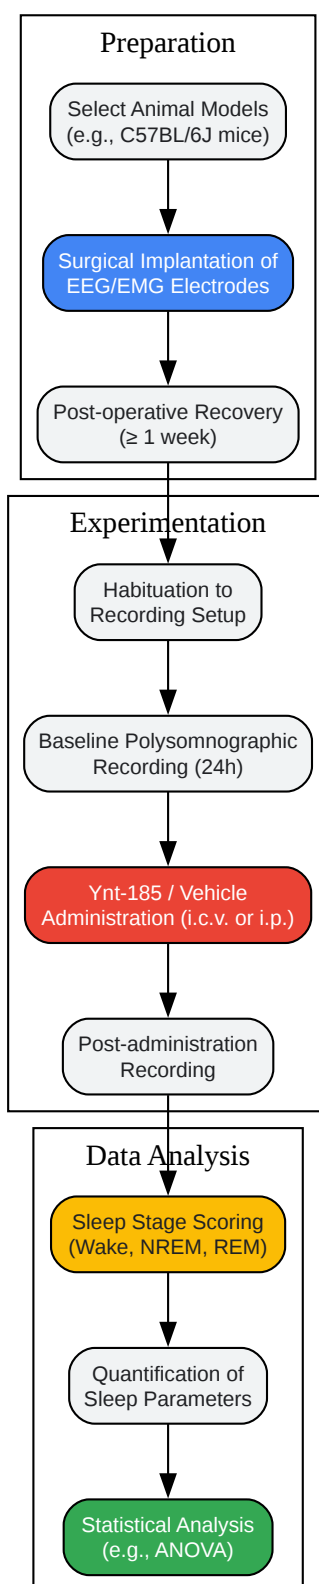 Preparation
Select Animal Models
(e.g., C57BL/6J mice)
Surgical Implantation of
EEG/EMG Electrodes
Post-operative Recovery
(≥ 1 week)
Experimentation
Habituation to
Recording Setup
Baseline Polysomnographic
Recording (24h)
Ynt-185 / Vehicle
Administration (i.c.v. or i.p.)
Post-administration
Recording
Data Analysis
Sleep Stage Scoring
(Wake, NREM, REM)
Quantification of
Sleep Parameters
Statistical Analysis
(e.g., ANOVA)